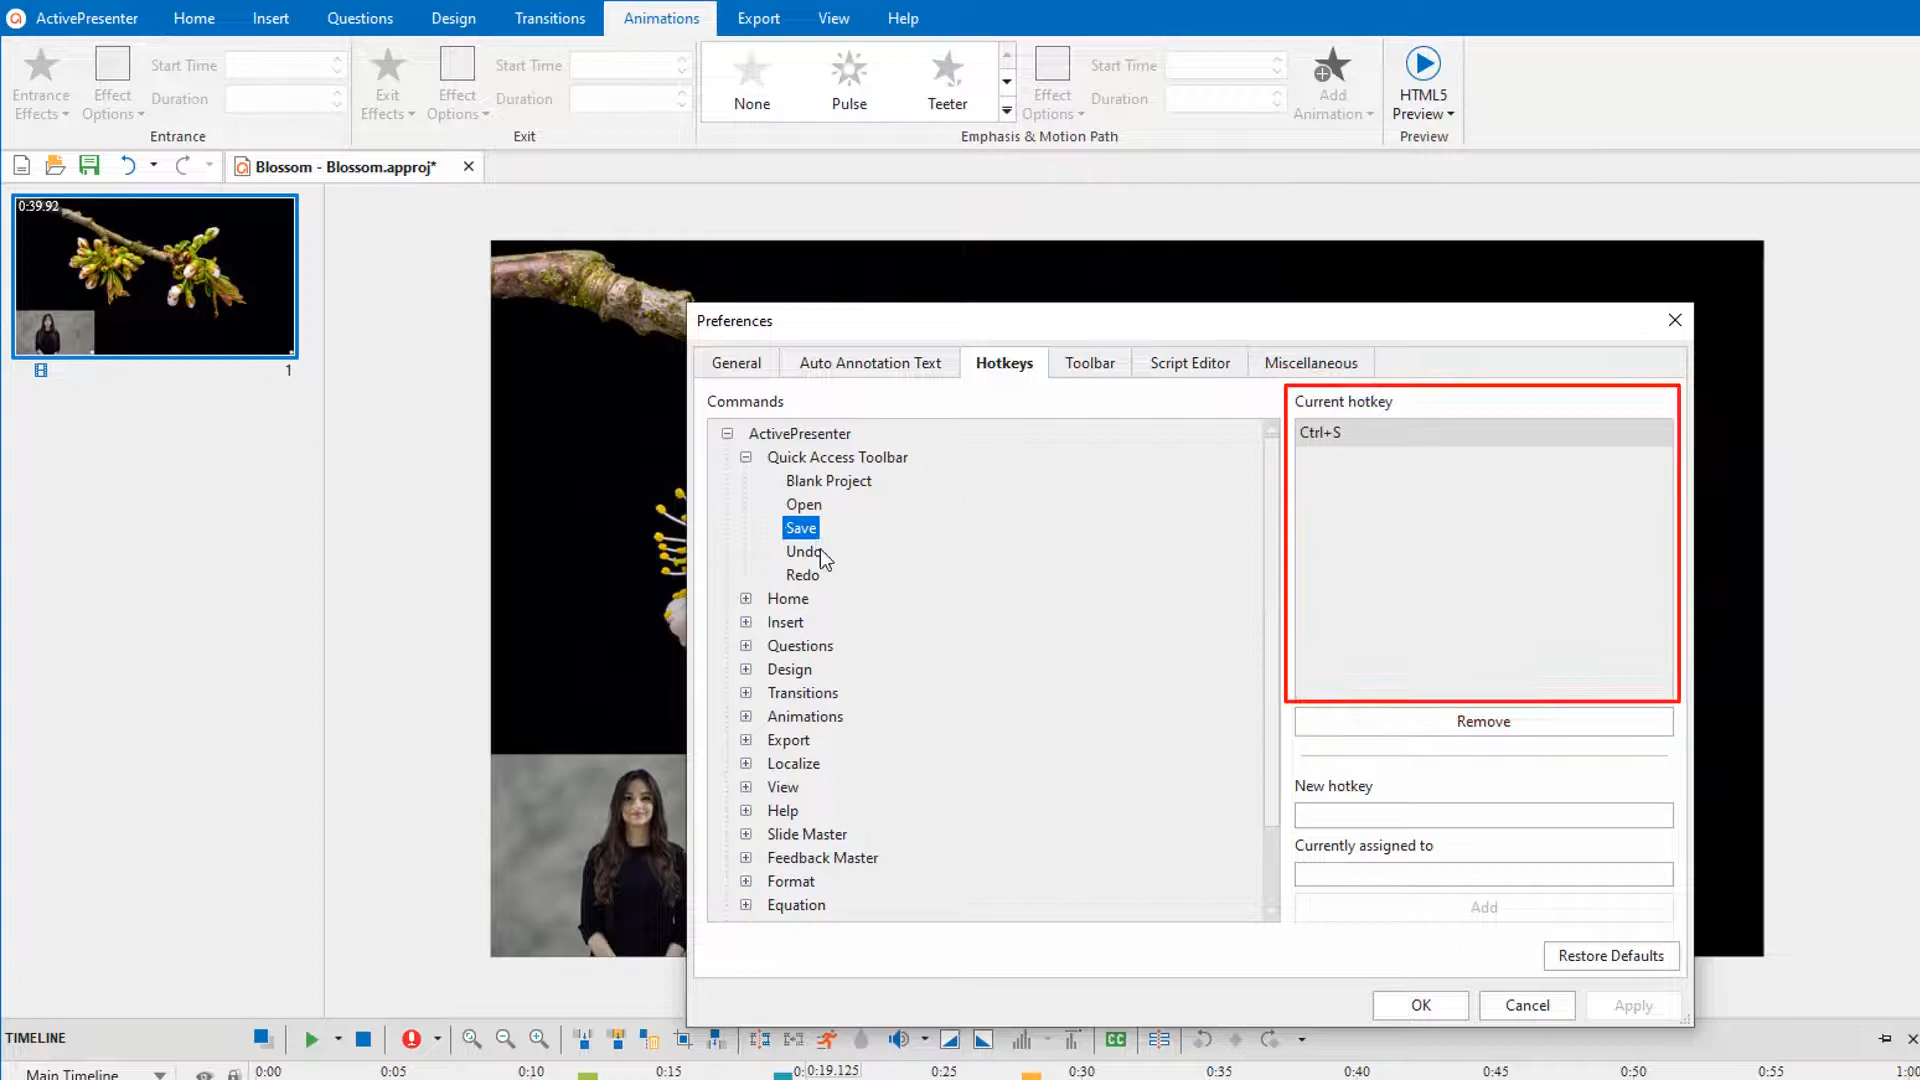 ActivePresenter Home Insert Questions Design Transitions Animations Export View Help
Start Time
Duration
Entrance Effects
Effect Options
Entrance
Start Time
Duration
Exit Effects
Effect Options
Exit
None
Pulse
Teeter
Effect Options
Start Time
Duration
Add Animation
Emphasis & Motion Path
HTML5 Preview
Preview
Blossom - Blossom.approj*
0:39.92
1
Preferences
General Auto Annotation Text Hotkeys Toolbar Script Editor Miscellaneous
Commands
ActivePresenter
Quick Access Toolbar
Blank Project
Open
Save
Undo
Redo
Home
Insert
Questions
Design
Transitions
Animations
Export
Localize
View
Help
Slide Master
Feedback Master
Format
Equation
Current hotkey
Ctrl+S
Remove
New hotkey
Currently assigned to
Add
Restore Defaults
OK Cancel Apply
TIMELINE
CC
Main Timeline
0:00 0:05 0:10 0:15 0:19.125 0:25 0:30 0:35 0:40 0:45 0:50 0:55 1:00